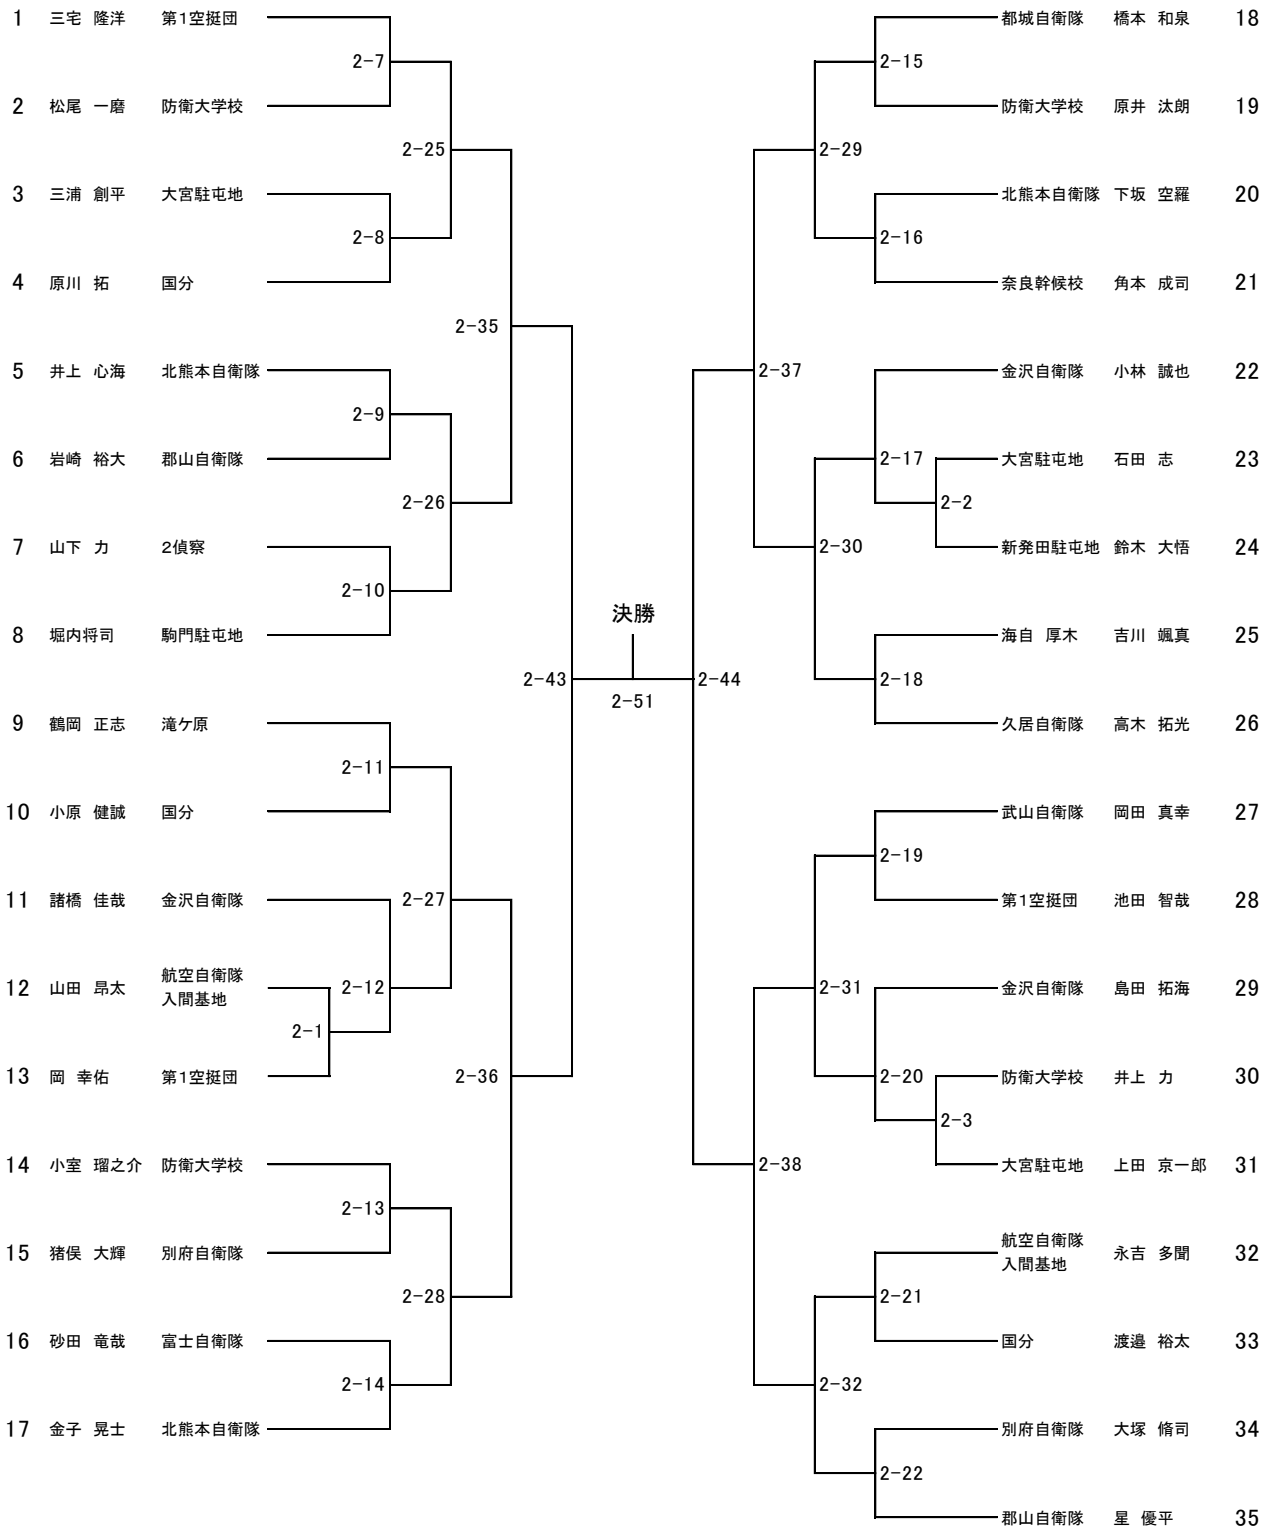 1 三宅 隆洋 第1空挺団
2-7
2 松尾 一磨 防衛大学校
2-25
3 三浦 創平 大宮駐屯地
2-8
4 原川 拓 国分
2-35
5 井上 心海 北熊本自衛隊
2-9
6 岩崎 裕大 郡山自衛隊
2-26
7 山下 力 2偵察
2-10
8 堀内将司 駒門駐屯地
2-43
9 鶴岡 正志 滝ケ原
2-11
10 小原 健誠 国分
2-27
11 諸橋 佳哉 金沢自衛隊
2-12
12 山田 昂太 航空自衛隊
入間基地
2-1
13 岡 幸佑 第1空挺団
2-36
14 小室 瑠之介 防衛大学校
2-13
15 猪俣 大輝 別府自衛隊
2-28
16 砂田 竜哉 富士自衛隊
2-14
17 金子 晃士 北熊本自衛隊
決勝
2-51
都城自衛隊 橋本 和泉 18
2-15
防衛大学校 原井 汰朗 19
2-29
北熊本自衛隊 下坂 空羅 20
2-16
奈良幹候校 角本 成司 21
2-37
金沢自衛隊 小林 誠也 22
2-17
大宮駐屯地 石田 志 23
2-2
新発田駐屯地 鈴木 大悟 24
2-30
海自 厚木 吉川 颯真 25
2-18
2-44
久居自衛隊 高木 拓光 26
武山自衛隊 岡田 真幸 27
2-19
第1空挺団 池田 智哉 28
2-31
金沢自衛隊 島田 拓海 29
2-20
防衛大学校 井上 力 30
2-3
大宮駐屯地 上田 京一郎 31
2-38
航空自衛隊
入間基地 永吉 多聞 32
2-21
国分 渡邉 裕太 33
2-32
別府自衛隊 大塚 脩司 34
2-22
郡山自衛隊 星 優平 35